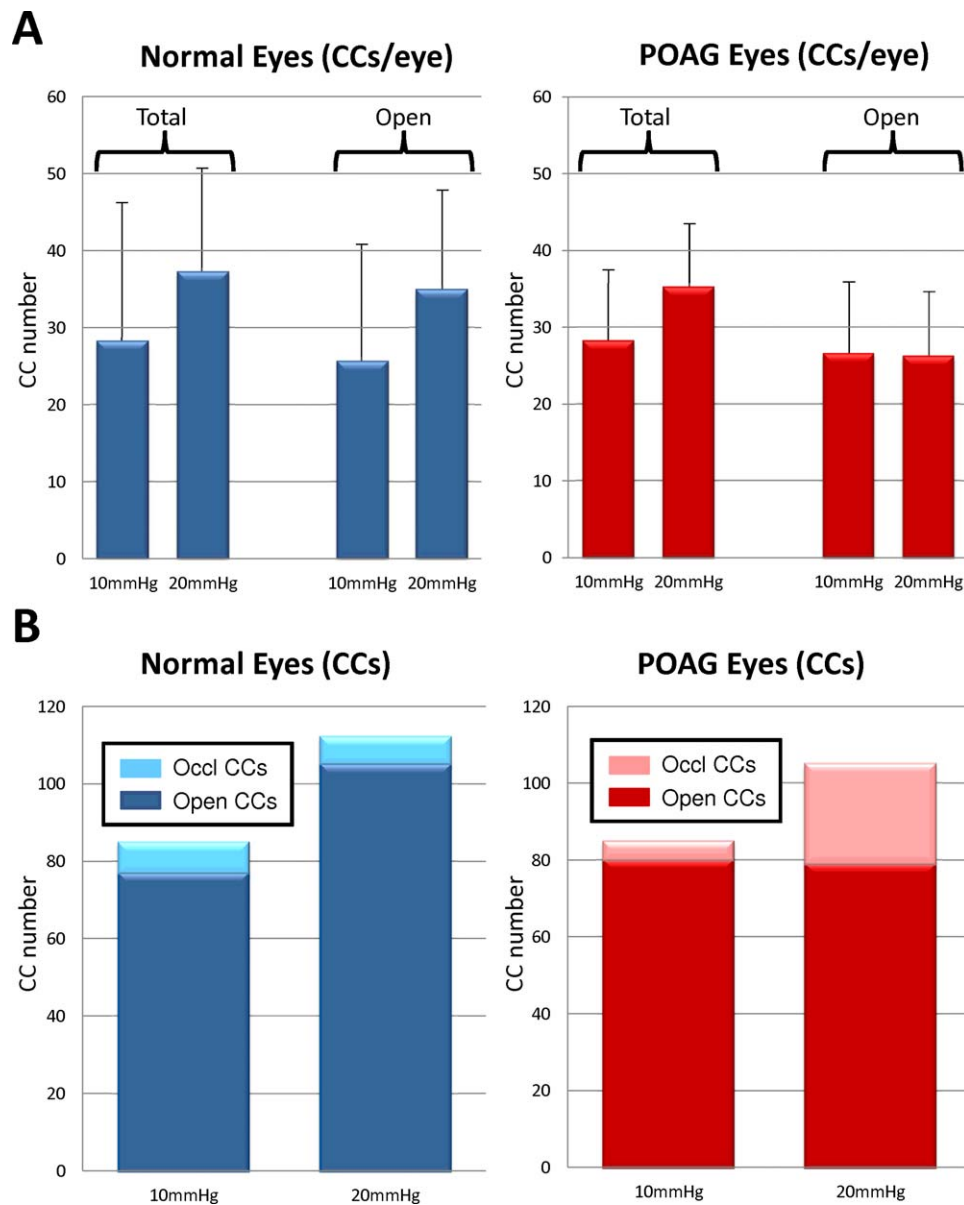 A
Normal Eyes (CCs/eye)
POAG Eyes (CCs/eye)
60
50
40
30
20
10
0
CC number
Total
Open
10mmHg 20mmHg 10mmHg 20mmHg
60
50
40
30
20
10
0
CC number
Total
Open
10mmHg 20mmHg 10mmHg 20mmHg
B
Normal Eyes (CCs)
POAG Eyes (CCs)
120
100
80
60
40
20
0
CC number
Occl CCs
Open CCs
10mmHg 20mmHg
120
100
80
60
40
20
0
CC number
Occl CCs
Open CCs
10mmHg 20mmHg